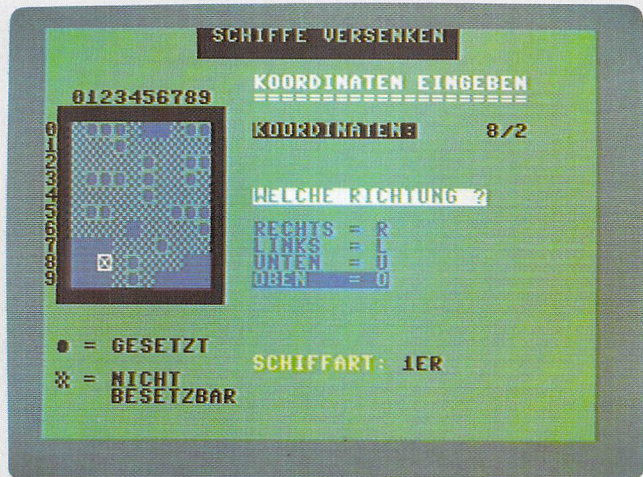 SCHIFFE VERSENKEN
KOORDINATEN EINGEBEN
====================
0123456789
KOORDINATEN: 8/2
0
1
2
3
4
5
6
7
8 X
9
WELCHE RICHTUNG ?
RECHTS = R
LINKS = L
UNTEN = U
OBEN = O
SCHIFFART: 1ER
= GESETZT
= NICHT
BESETZBAR